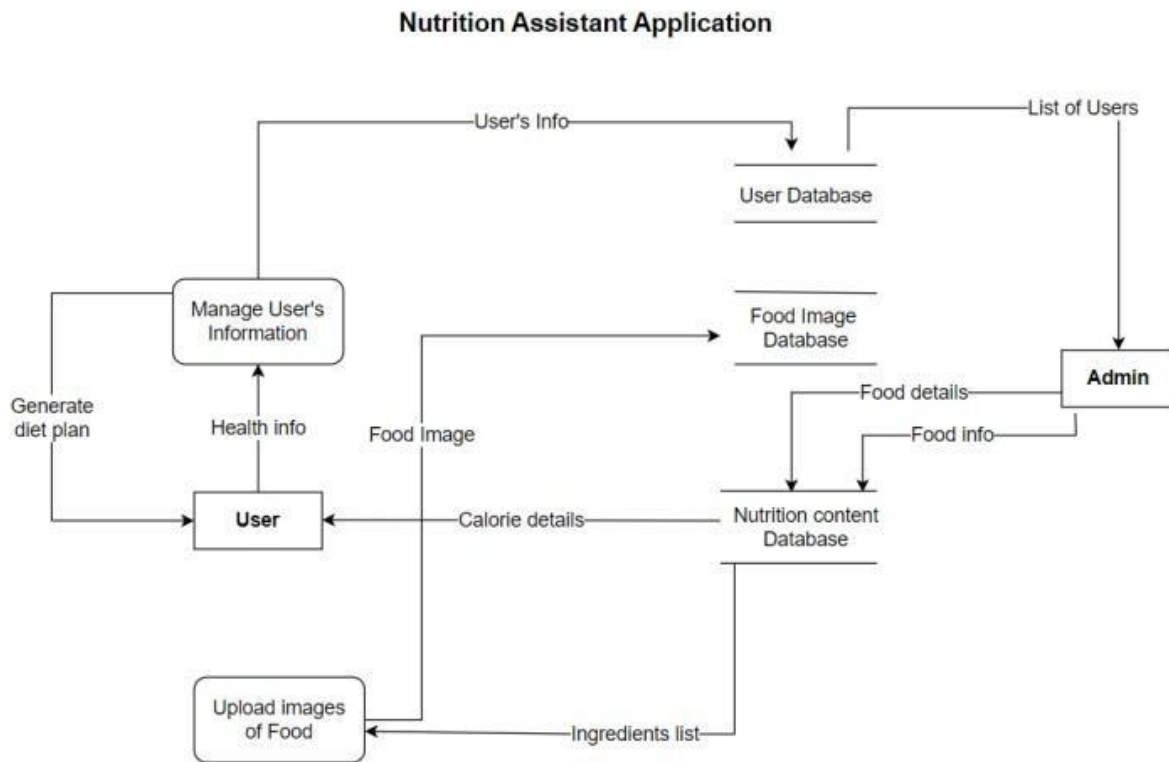 Nutrition Assistant Application
List of Users
User's Info
User Database
Manage User's
Information
Food Image
Database
Admin
Food details
Generate
diet plan
Health info
Food Image
Food info
User
Calorie details
Nutrition content
Database
Upload images
of Food
Ingredients list